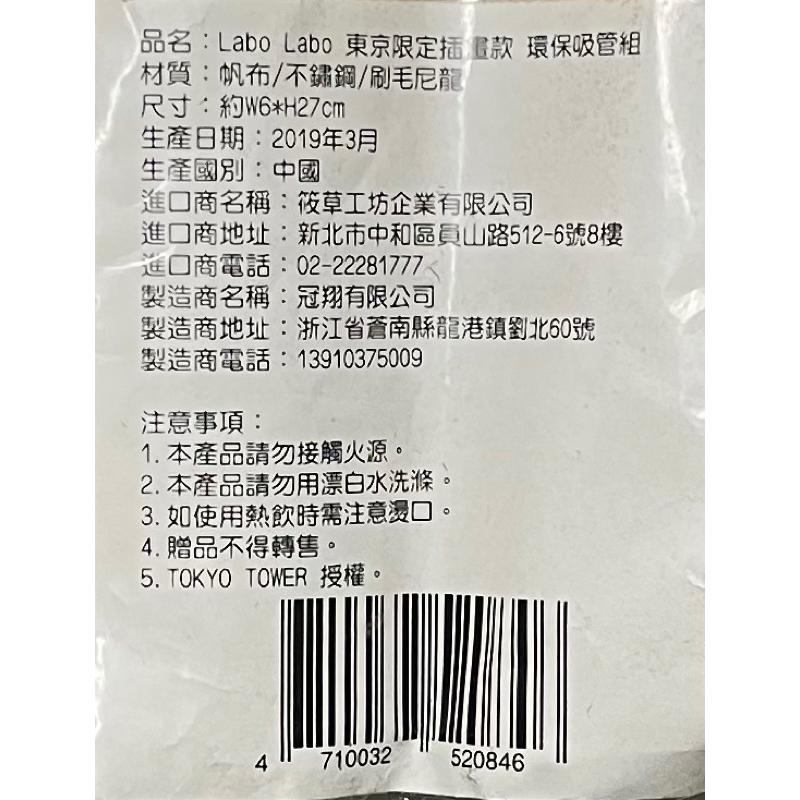 品名：Labo Labo 東京限定插畫款 環保吸管組
材質：帆布/不鏽鋼/刷毛尼龍
尺寸：約W6*H27cm
生產日期：2019年3月
生產國別：中國
進口商名稱：筱草工坊企業有限公司
進口商地址：新北市中和區員山路512-6號8樓
進口商電話：02-22281777
製造商名稱：冠翔有限公司
製造商地址：浙江省蒼南縣龍港鎮劉北60號
製造商電話：13910375009
注意事項：
1. 本產品請勿接觸火源。
2. 本產品請勿用漂白水洗滌。
3. 如使用熱飲時需注意燙口。
4. 贈品不得轉售。
5. TOKYO TOWER 授權。
4 710032 520846